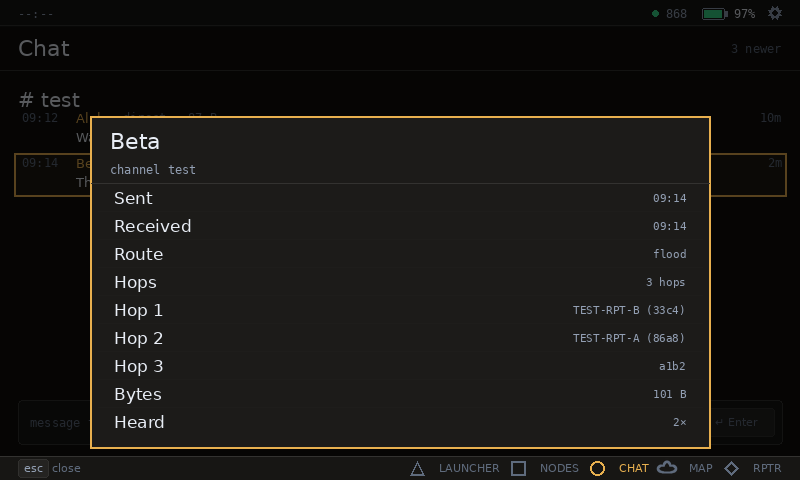 --:--
868
97%
Chat
3 newer
# test
09:12
10m
09:14 Be
2m
Th
Beta
channel test
Sent 09:14
Received 09:14
Route flood
Hops 3 hops
Hop 1 TEST-RPT-B (33c4)
Hop 2 TEST-RPT-A (86a8)
Hop 3 a1b2
Bytes 101 B
Heard 2×
message
↵ Enter
esc close
LAUNCHER
NODES
CHAT
MAP
RPTR